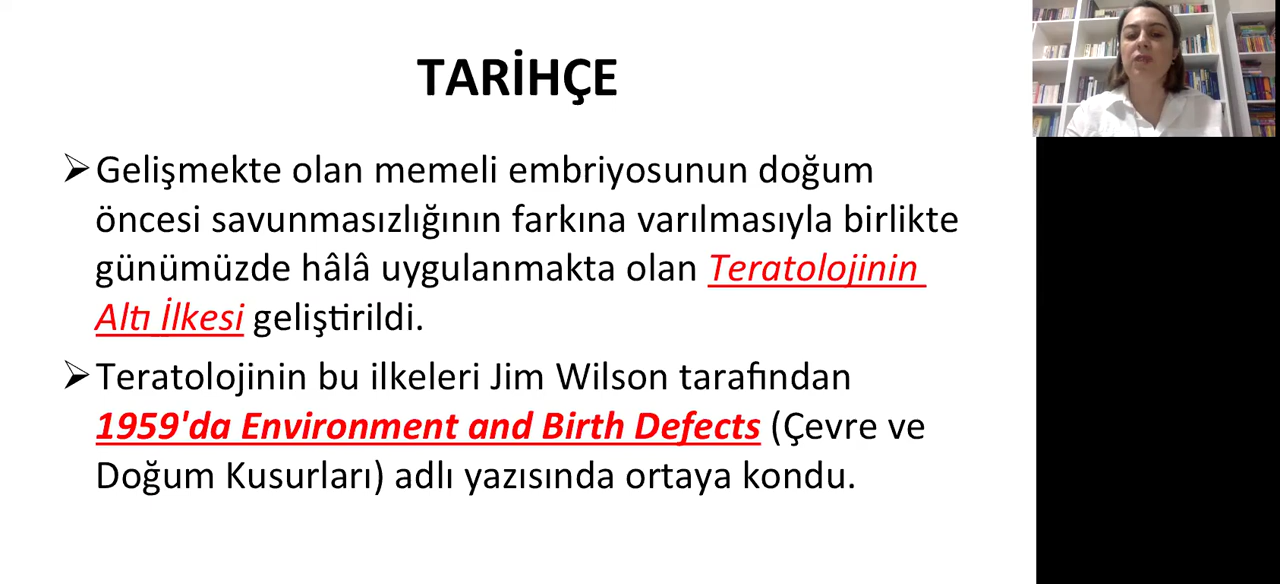 TARİHÇE
Gelişmekte olan memeli embriyosunun doğum
öncesi savunmasızlığının farkına varılmasıyla birlikte
günümüzde hâlâ uygulanmakta olan Teratolojinin
Altı İlkesi geliştirildi.
Teratolojinin bu ilkeleri Jim Wilson tarafından
1959'da Environment and Birth Defects (Çevre ve
Doğum Kusurları) adlı yazısında ortaya kondu.